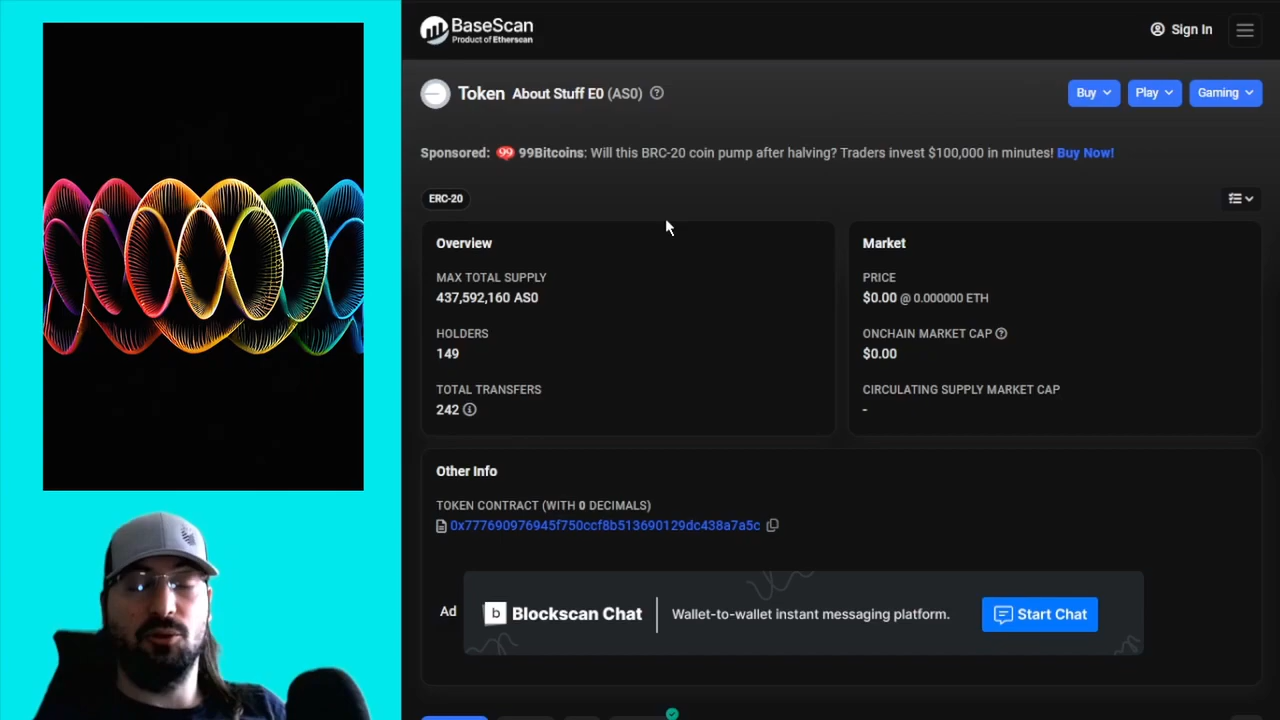 BaseScan
Product of Etherscan
Sign In
Token About Stuff E0 (AS0)
Buy
Play
Gaming
Sponsored: 99 99Bitcoins: Will this BRC-20 coin pump after halving? Traders invest $100,000 in minutes! Buy Now!
ERC-20
Overview
MAX TOTAL SUPPLY
437,592,160 AS0
HOLDERS
149
TOTAL TRANSFERS
242
Market
PRICE
$0.00 @ 0.000000 ETH
ONCHAIN MARKET CAP
$0.00
CIRCULATING SUPPLY MARKET CAP
-
Other Info
TOKEN CONTRACT (WITH 0 DECIMALS)
0x777690976945f750ccf8b513690129dc438a7a5c
Ad
b Blockscan Chat
Wallet-to-wallet instant messaging platform.
Start Chat